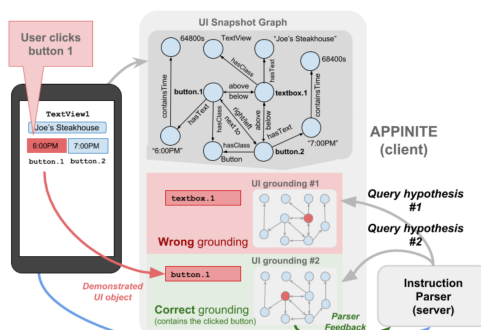 User clicks
button 1
TextView1
Joe's Steakhouse
6:00PM
7:00PM
button.1
button.2
UI Snapshot Graph
64800s
TextView
"Joe's Steakhouse"
68400s
hasClass
hasText
containsTime
button.1
above
below
textbox.1
containsTime
hasText
hasClass
right/left
next to
above
below
hasText
"6:00PM"
hasClass
Button
button.2
"7:00PM"
APPINITE
(client)
UI grounding #1
textbox.1
Wrong grounding
Query hypothesis
#1
Query hypothesis
#2
UI grounding #2
button.1
Demonstrated
UI object
Correct grounding
(contains the clicked button)
Parser
Feedback
Instruction
Parser
(server)